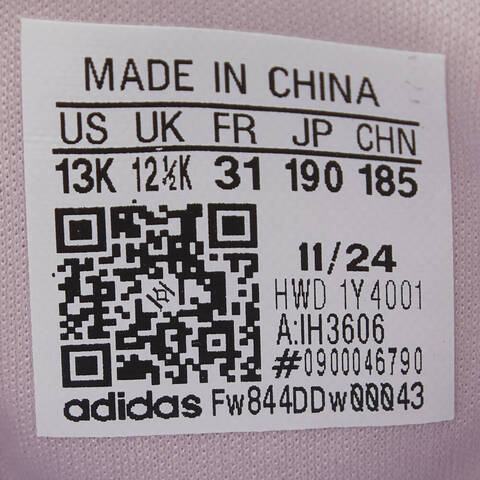 MADE IN CHINA
US UK FR JP CHN
13K 12½K 31 190 185
11/24
HWD 1Y4001
A:IH3606
#0900046790
adidas Fw844DDw00043